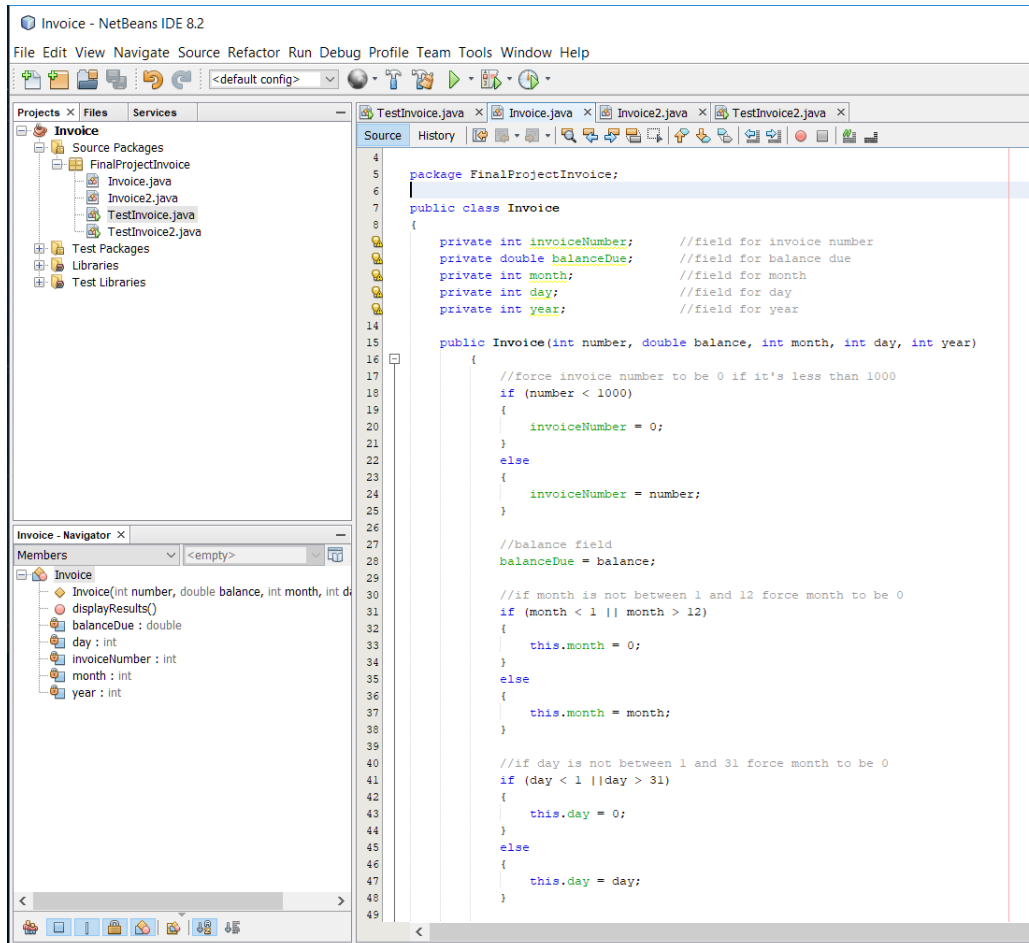 Invoice - NetBeans IDE 8.2
File Edit View Navigate Source Refactor Run Debug Profile Team Tools Window Help
<default config>
Projects Files Services
Invoice
Source Packages
FinalProjectInvoice
Invoice.java
Invoice2.java
TestInvoice.java
TestInvoice2.java
Test Packages
Libraries
Test Libraries
Invoice - Navigator
Members <empty>
Invoice
Invoice(int number, double balance, int month, int da
displayResults()
balanceDue : double
day : int
invoiceNumber : int
month : int
year : int
TestInvoice.java Invoice.java Invoice2.java TestInvoice2.java
Source History
4
5 package FinalProjectInvoice;
6
7 public class Invoice
8 {
private int invoiceNumber; //field for invoice number
private double balanceDue; //field for balance due
private int month; //field for month
private int day; //field for day
private int year; //field for year
14
15 public Invoice(int number, double balance, int month, int day, int year)
16 {
17 //force invoice number to be 0 if it's less than 1000
18 if (number < 1000)
19 {
20 invoiceNumber = 0;
21 }
22 else
23 {
24 invoiceNumber = number;
25 }
26
27 //balance field
28 balanceDue = balance;
29
30 //if month is not between 1 and 12 force month to be 0
31 if (month < 1 || month > 12)
32 {
33 this.month = 0;
34 }
35 else
36 {
37 this.month = month;
38 }
39
40 //if day is not between 1 and 31 force month to be 0
41 if (day < 1 ||day > 31)
42 {
43 this.day = 0;
44 }
45 else
46 {
47 this.day = day;
48 }
49